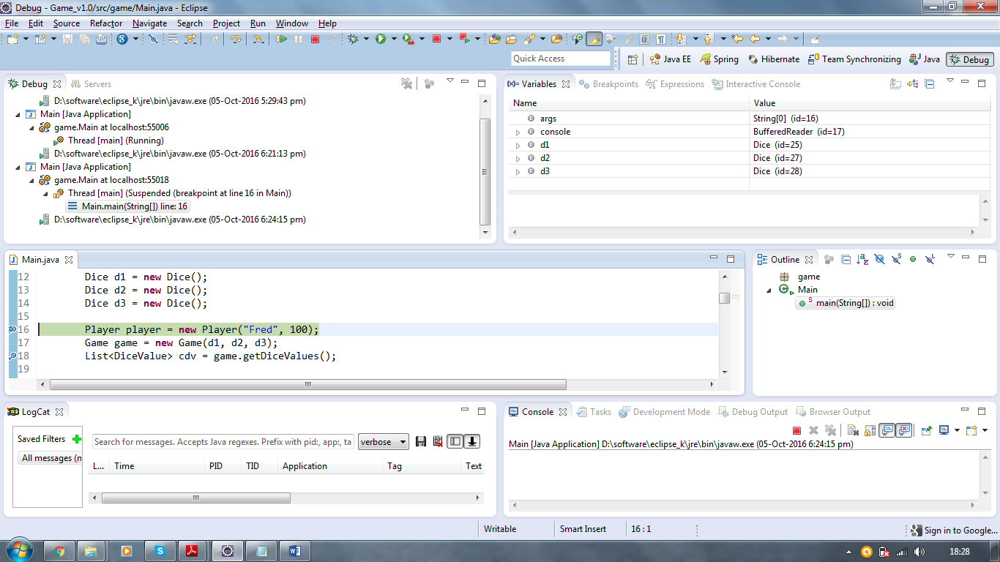 Debug - Game_v1.0/src/game/Main.java - Eclipse
File Edit Source Refactor Navigate Search Project Run Window Help
Quick Access
Java EE Spring Hibernate Team Synchronizing Java Debug
Debug Servers
D:\software\eclipse_k\jre\bin\javaw.exe (05-Oct-2016 5:29:43 pm)
Main [Java Application]
game.Main at localhost:55006
Thread [main] (Running)
D:\software\eclipse_k\jre\bin\javaw.exe (05-Oct-2016 6:21:13 pm)
Main [Java Application]
game.Main at localhost:55018
Thread [main] (Suspended (breakpoint at line 16 in Main))
Main.main(String[]) line: 16
D:\software\eclipse_k\jre\bin\javaw.exe (05-Oct-2016 6:24:15 pm)
(x)= Variables Breakpoints Expressions Interactive Console
Name Value
args String[0] (id=16)
console BufferedReader (id=17)
d1 Dice (id=25)
d2 Dice (id=27)
d3 Dice (id=28)
Main.java
12 Dice d1 = new Dice();
13 Dice d2 = new Dice();
14 Dice d3 = new Dice();
15
16 Player player = new Player("Fred", 100);
17 Game game = new Game(d1, d2, d3);
18 List<DiceValue> cdv = game.getDiceValues();
19
Outline
game
Main
main(String[]) : void
LogCat
Saved Filters
All messages (n
Search for messages. Accepts Java regexes. Prefix with pid:, app:, ta
verbose
L... Time PID TID Application Tag Text
Console Tasks Development Mode Debug Output Browser Output
Main [Java Application] D:\software\eclipse_k\jre\bin\javaw.exe (05-Oct-2016 6:24:15 pm)
Writable Smart Insert 16 : 1
Sign in to Google...
18:28